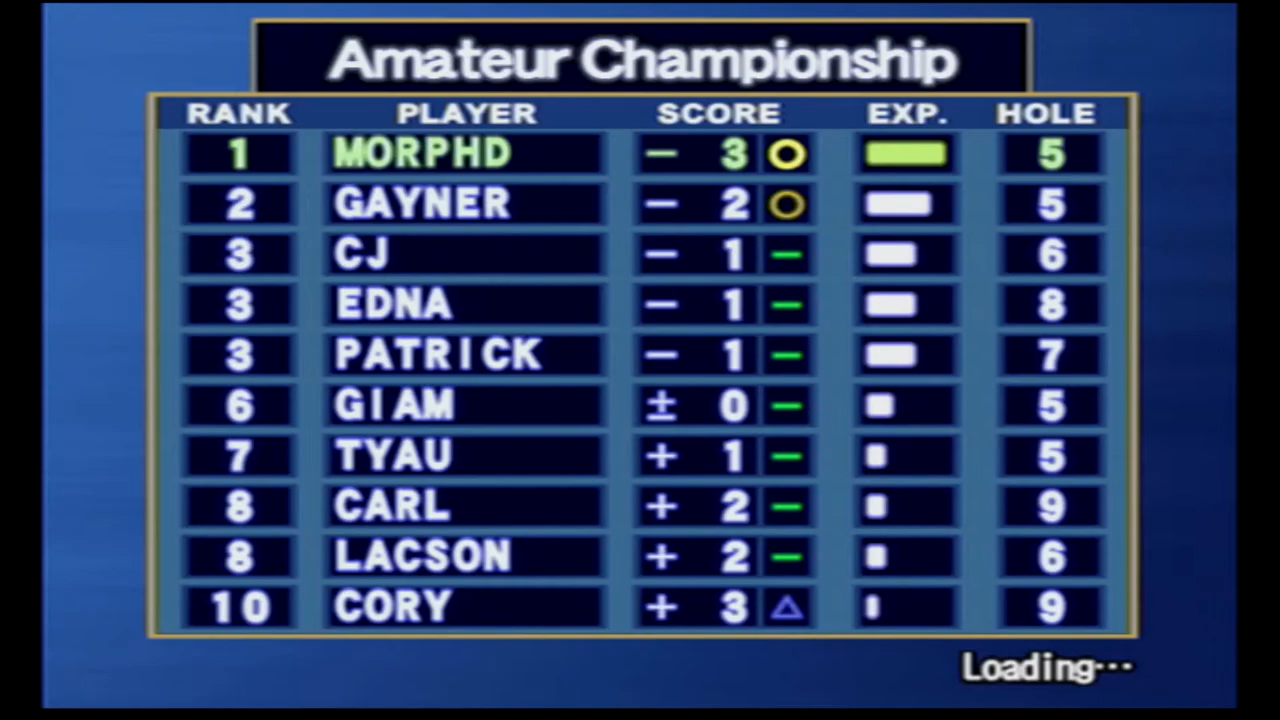 Amateur Championship
RANK PLAYER SCORE EXP. HOLE
1 MORPHD - 3 5
2 GAYNER - 2 5
3 CJ - 1 6
3 EDNA - 1 8
3 PATRICK - 1 7
6 GIAM ± 0 5
7 TYAU + 1 5
8 CARL + 2 9
8 LACSON + 2 6
10 CORY + 3 9
Loading···